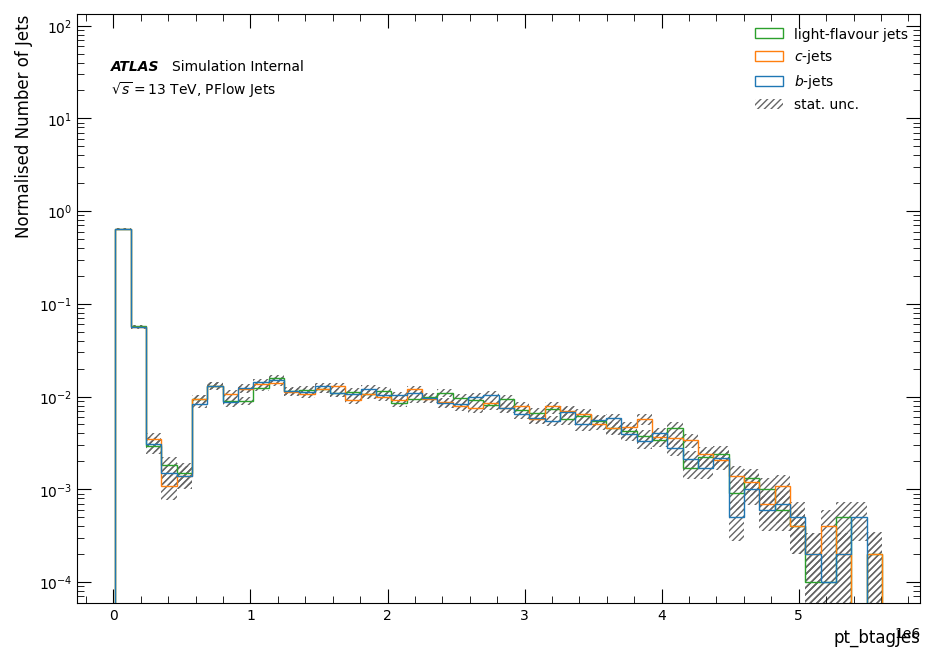 Normalised Number of Jets
10²
10¹
10⁰
10⁻¹
10⁻²
10⁻³
10⁻⁴
ATLAS Simulation Internal
√s = 13 TeV, PFlow Jets
light-flavour jets
c-jets
b-jets
stat. unc.
0 1 2 3 4 5
1e6
pt_btagJes